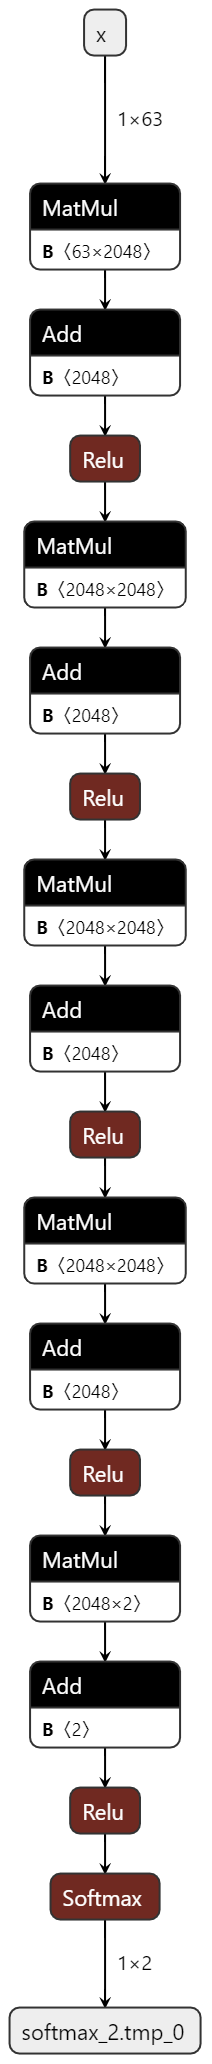 x
1×63
MatMul
B 〈63×2048〉
Add
B 〈2048〉
Relu
MatMul
B 〈2048×2048〉
Add
B 〈2048〉
Relu
MatMul
B 〈2048×2048〉
Add
B 〈2048〉
Relu
MatMul
B 〈2048×2048〉
Add
B 〈2048〉
Relu
MatMul
B 〈2048×2〉
Add
B 〈2〉
Relu
Softmax
1×2
softmax_2.tmp_0